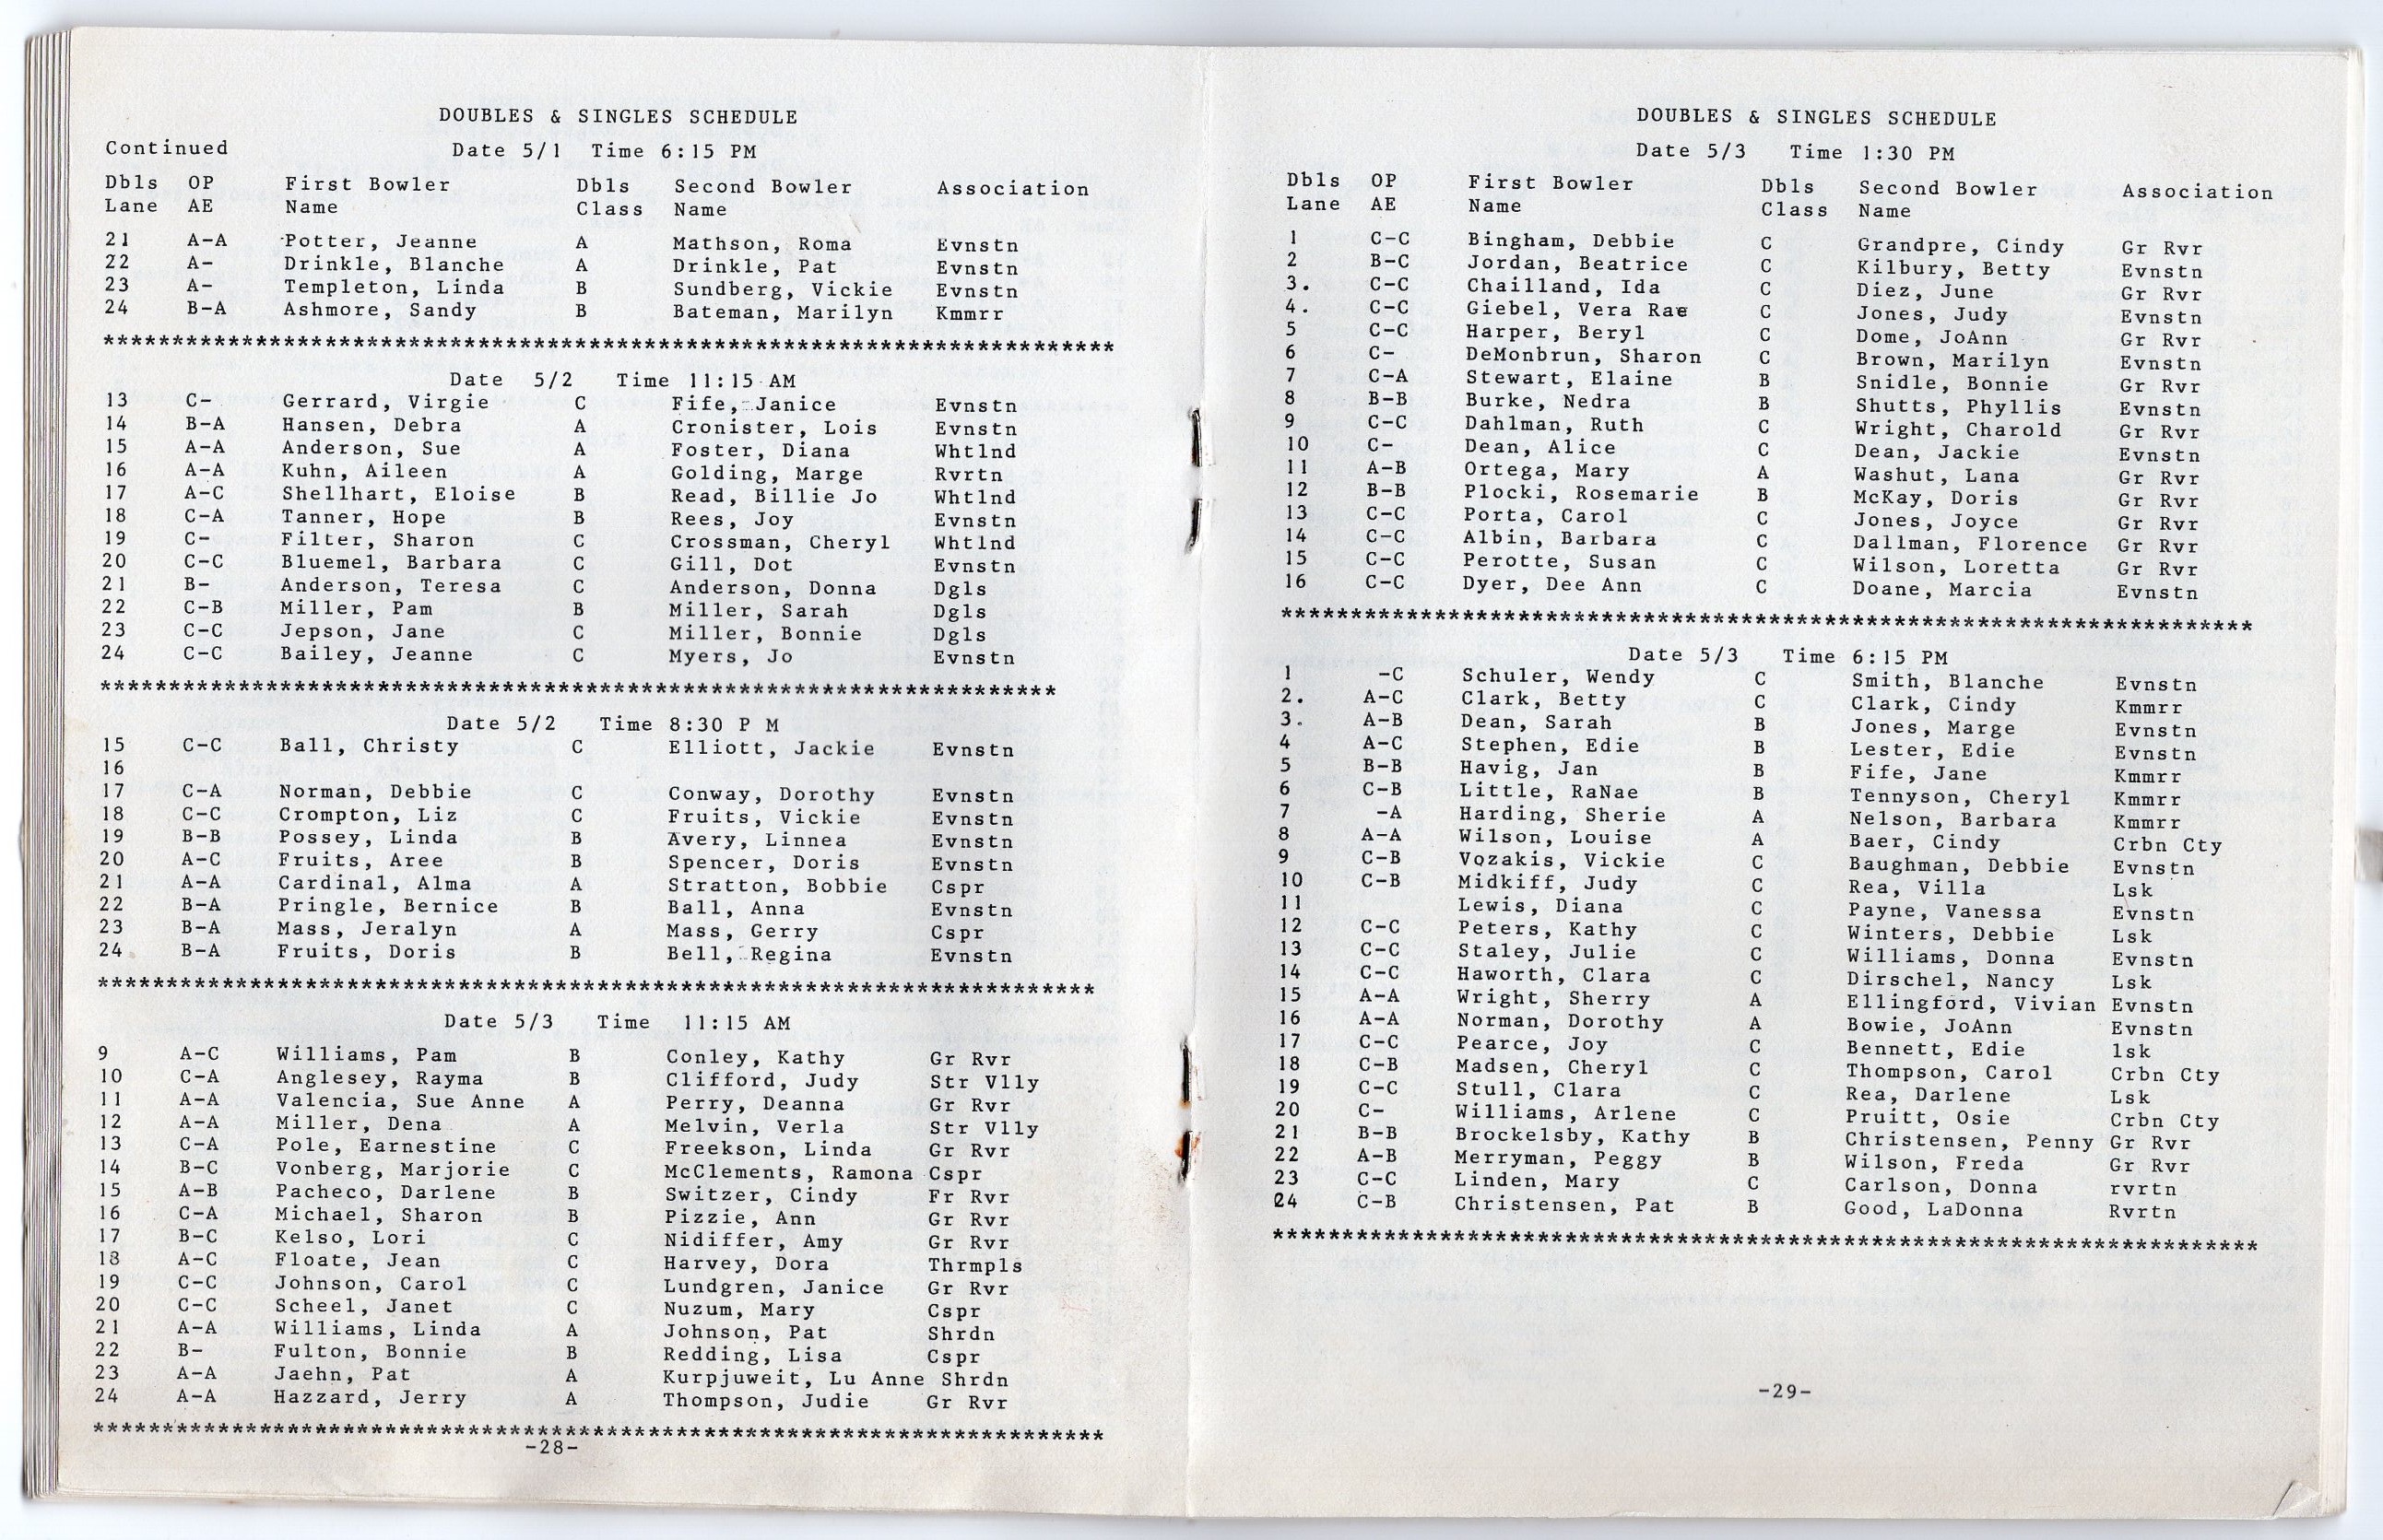 DOUBLES & SINGLES SCHEDULE
Continued Date 5/1 Time 6:15 PM
Dbls OP First Bowler Dbls Second Bowler Association
Lane AE Name Class Name
21 A-A Potter, Jeanne A Mathson, Roma Evnstn
22 A- Drinkle, Blanche A Drinkle, Pat Evnstn
23 A- Templeton, Linda B Sundberg, Vickie Evnstn
24 B-A Ashmore, Sandy B Bateman, Marilyn Kmmrr
*************************************************************************
Date 5/2 Time 11:15 AM
13 C- Gerrard, Virgie C Fife, Janice Evnstn
14 B-A Hansen, Debra A Cronister, Lois Evnstn
15 A-A Anderson, Sue A Foster, Diana Whtlnd
16 A-A Kuhn, Aileen A Golding, Marge Rvrtn
17 A-C Shellhart, Eloise B Read, Billie Jo Whtlnd
18 C-A Tanner, Hope B Rees, Joy Evnstn
19 C- Filter, Sharon C Crossman, Cheryl Whtlnd
20 C-C Bluemel, Barbara C Gill, Dot Evnstn
21 B- Anderson, Teresa C Anderson, Donna Dgls
22 C-B Miller, Pam B Miller, Sarah Dgls
23 C-C Jepson, Jane C Miller, Bonnie Dgls
24 C-C Bailey, Jeanne C Myers, Jo Evnstn
*********************************************************************
Date 5/2 Time 8:30 P M
15 C-C Ball, Christy C Elliott, Jackie Evnstn
16
17 C-A Norman, Debbie C Conway, Dorothy Evnstn
18 C-C Crompton, Liz C Fruits, Vickie Evnstn
19 B-B Possey, Linda B Avery, Linnea Evnstn
20 A-C Fruits, Aree B Spencer, Doris Evnstn
21 A-A Cardinal, Alma A Stratton, Bobbie Cspr
22 B-A Pringle, Bernice B Ball, Anna Evnstn
23 B-A Mass, Jeralyn A Mass, Gerry Cspr
24 B-A Fruits, Doris B Bell, Regina Evnstn
************************************************************************
Date 5/3 Time 11:15 AM
9 A-C Williams, Pam B Conley, Kathy Gr Rvr
10 C-A Anglesey, Rayma B Clifford, Judy Str Vlly
11 A-A Valencia, Sue Anne A Perry, Deanna Gr Rvr
12 A-A Miller, Dena A Melvin, Verla Str Vlly
13 C-A Pole, Earnestine C Freekson, Linda Gr Rvr
14 B-C Vonberg, Marjorie C McClements, Ramona Cspr
15 A-B Pacheco, Darlene B Switzer, Cindy Fr Rvr
16 C-A Michael, Sharon B Pizzie, Ann Gr Rvr
17 B-C Kelso, Lori C Nidiffer, Amy Gr Rvr
18 A-C Floate, Jean C Harvey, Dora Thrmpls
19 C-C Johnson, Carol C Lundgren, Janice Gr Rvr
20 C-C Scheel, Janet C Nuzum, Mary Cspr
21 A-A Williams, Linda A Johnson, Pat Shrdn
22 B- Fulton, Bonnie B Redding, Lisa Cspr
23 A-A Jaehn, Pat A Kurpjuweit, Lu Anne Shrdn
24 A-A Hazzard, Jerry A Thompson, Judie Gr Rvr
*************************************************************************
-28-
DOUBLES & SINGLES SCHEDULE
Date 5/3 Time 1:30 PM
Dbls OP First Bowler Dbls Second Bowler Association
Lane AE Name Class Name
1 C-C Bingham, Debbie C Grandpre, Cindy Gr Rvr
2 B-C Jordan, Beatrice C Kilbury, Betty Evnstn
3. C-C Chailland, Ida C Diez, June Gr Rvr
4. C-C Giebel, Vera Rae C Jones, Judy Evnstn
5 C-C Harper, Beryl C Dome, JoAnn Gr Rvr
6 C- DeMonbrun, Sharon C Brown, Marilyn Evnstn
7 C-A Stewart, Elaine B Snidle, Bonnie Gr Rvr
8 B-B Burke, Nedra B Shutts, Phyllis Evnstn
9 C-C Dahlman, Ruth C Wright, Charold Gr Rvr
10 C- Dean, Alice C Dean, Jackie Evnstn
11 A-B Ortega, Mary A Washut, Lana Gr Rvr
12 B-B Plocki, Rosemarie B McKay, Doris Gr Rvr
13 C-C Porta, Carol C Jones, Joyce Gr Rvr
14 C-C Albin, Barbara C Dallman, Florence Gr Rvr
15 C-C Perotte, Susan C Wilson, Loretta Gr Rvr
16 C-C Dyer, Dee Ann C Doane, Marcia Evnstn
**********************************************************************
Date 5/3 Time 6:15 PM
1 -C Schuler, Wendy C Smith, Blanche Evnstn
2. A-C Clark, Betty C Clark, Cindy Kmmrr
3. A-B Dean, Sarah B Jones, Marge Evnstn
4 A-C Stephen, Edie B Lester, Edie Evnstn
5 B-B Havig, Jan B Fife, Jane Kmmrr
6 C-B Little, RaNae B Tennyson, Cheryl Kmmrr
7 -A Harding, Sherie A Nelson, Barbara Kmmrr
8 A-A Wilson, Louise A Baer, Cindy Crbn Cty
9 C-B Vozakis, Vickie C Baughman, Debbie Evnstn
10 C-B Midkiff, Judy C Rea, Villa Lsk
11 Lewis, Diana C Payne, Vanessa Evnstn
12 C-C Peters, Kathy C Winters, Debbie Lsk
13 C-C Staley, Julie C Williams, Donna Evnstn
14 C-C Haworth, Clara C Dirschel, Nancy Lsk
15 A-A Wright, Sherry A Ellingford, Vivian Evnstn
16 A-A Norman, Dorothy A Bowie, JoAnn Evnstn
17 C-C Pearce, Joy C Bennett, Edie lsk
18 C-B Madsen, Cheryl C Thompson, Carol Crbn Cty
19 C-C Stull, Clara C Rea, Darlene Lsk
20 C- Williams, Arlene C Pruitt, Osie Crbn Cty
21 B-B Brockelsby, Kathy B Christensen, Penny Gr Rvr
22 A-B Merryman, Peggy B Wilson, Freda Gr Rvr
23 C-C Linden, Mary C Carlson, Donna rvrtn
24 C-B Christensen, Pat B Good, LaDonna Rvrtn
***********************************************************************
-29-